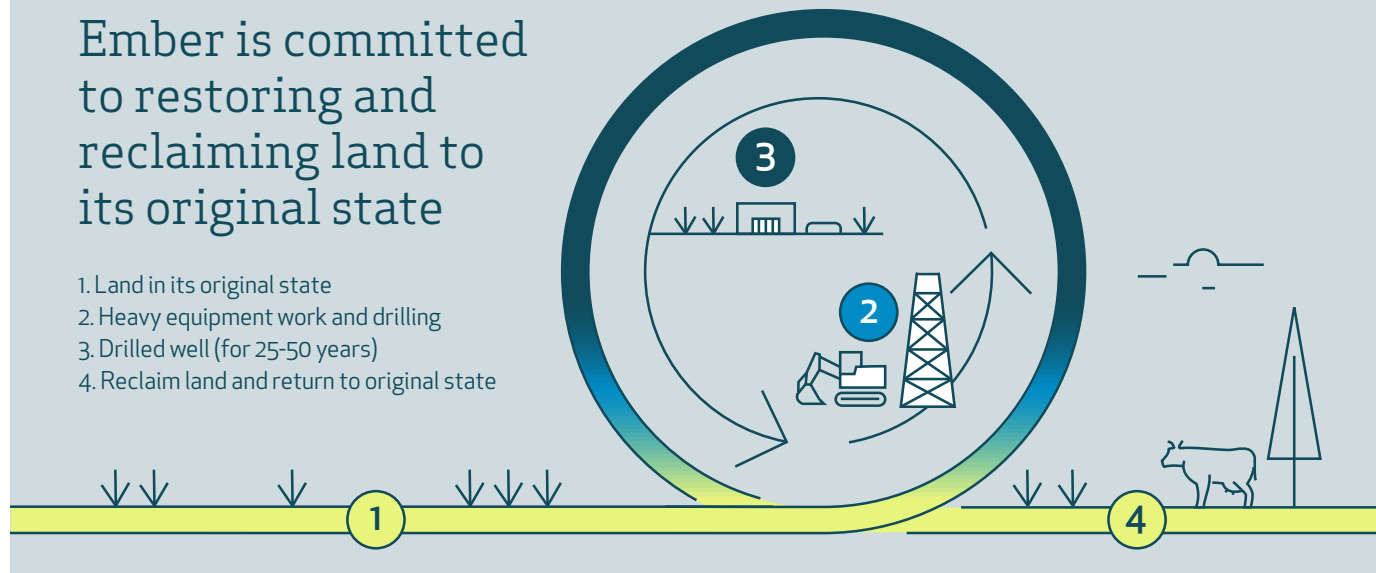 Ember is committed
to restoring and
reclaiming land to
its original state
1. Land in its original state
2. Heavy equipment work and drilling
3. Drilled well (for 25-50 years)
4. Reclaim land and return to original state
3
2
1
4